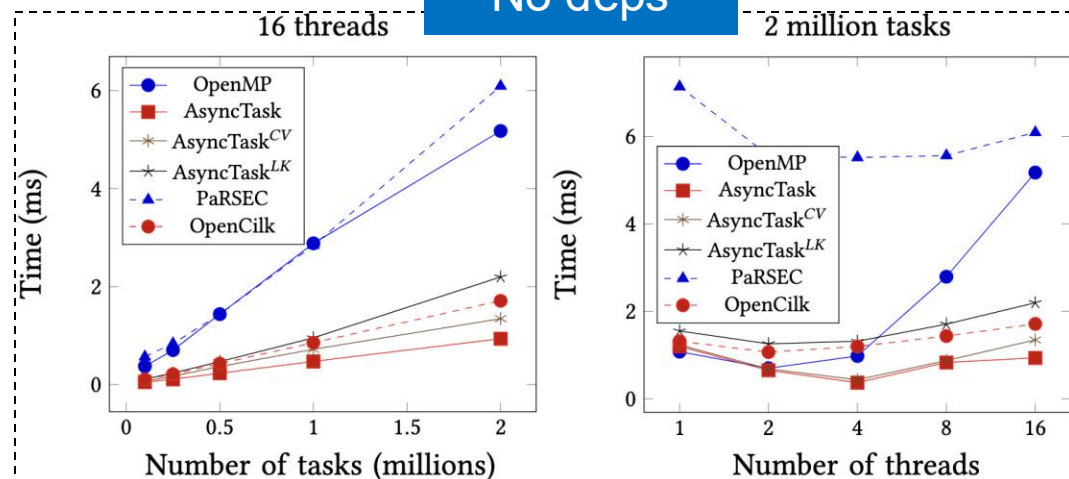 No deps
16 threads
2 million tasks
OpenMP
AsyncTask
AsyncTask^CV
AsyncTask^LK
PaRSEC
OpenCilk
6
4
2
0
Time (ms)
0
0.5
1
1.5
2
Number of tasks (millions)
OpenMP
AsyncTask
AsyncTask^CV
AsyncTask^LK
PaRSEC
OpenCilk
6
4
2
0
Time (ms)
1
2
4
8
16
Number of threads